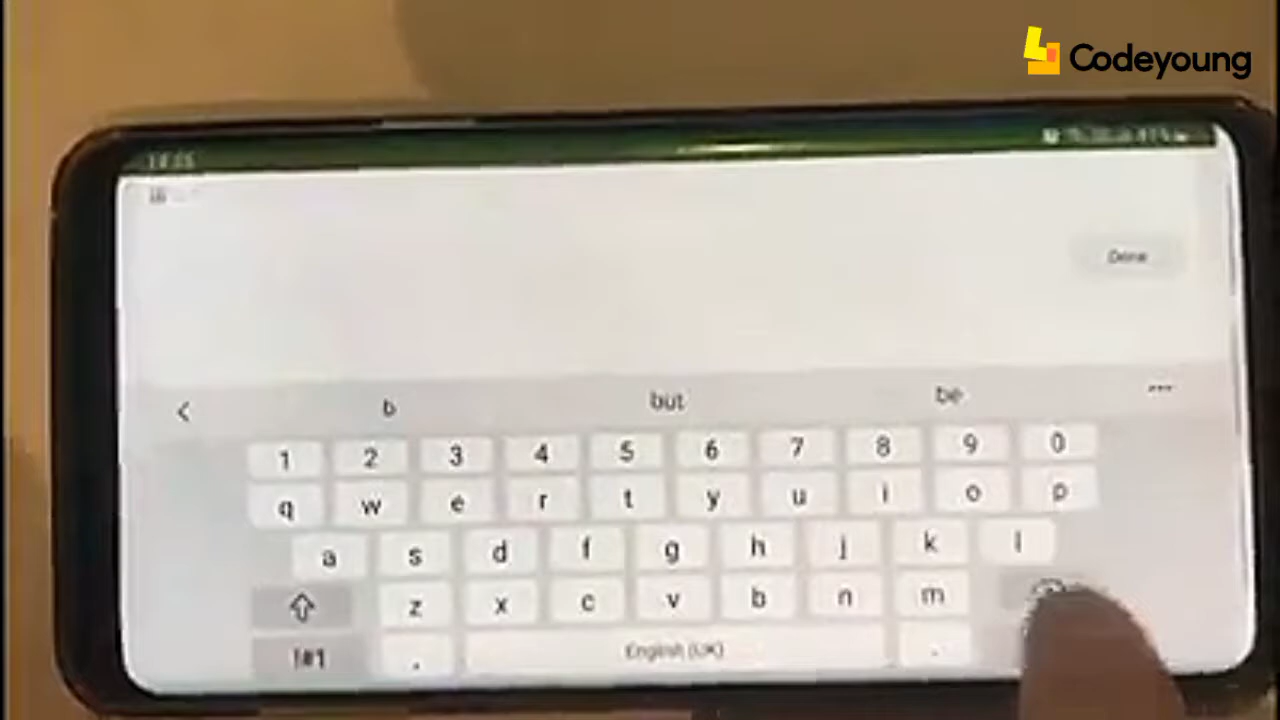 Codeyoung
Done
b but be ...
1 2 3 4 5 6 7 8 9 0
q w e r t y u i o p
a s d f g h j k l
z x c v b n m
!#1 , English (UK) .